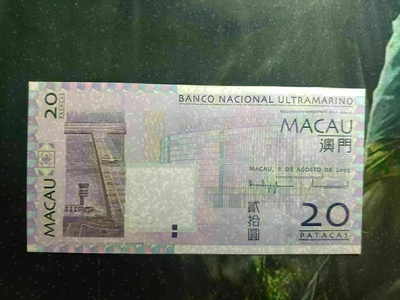 20
PATACAS
MACAU
BANCO NACIONAL ULTRAMARINO
MACAU
澳門
MACAU, 8 DE AGOSTO DE 2005
貳拾圓
20
PATACAS